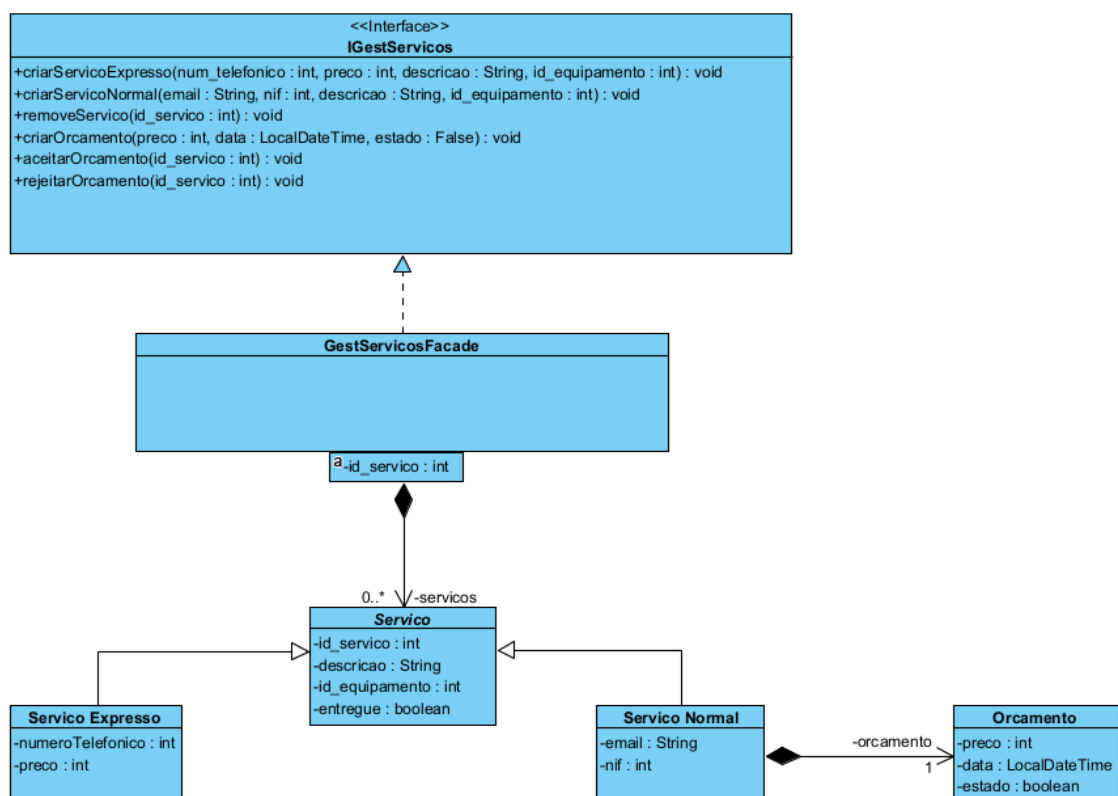 <<Interface>>
IGestServicos
+criarServicoExpresso(num_telefonico : int, preco : int, descricao : String, id_equipamento : int) : void
+criarServicoNormal(email : String, nif : int, descricao : String, id_equipamento : int) : void
+removeServico(id_servico : int) : void
+criarOrcamento(preco : int, data : LocalDateTime, estado : False) : void
+aceitarOrcamento(id_servico : int) : void
+rejeitarOrcamento(id_servico : int) : void
GestServicosFacade
a
-id_servico : int
0..* -servicos
Servico
-id_servico : int
-descricao : String
-id_equipamento : int
-entregue : boolean
Servico Expresso
-numeroTelefonico : int
-preco : int
Servico Normal
-email : String
-nif : int
-orcamento
1
Orcamento
-preco : int
-data : LocalDateTime
-estado : boolean